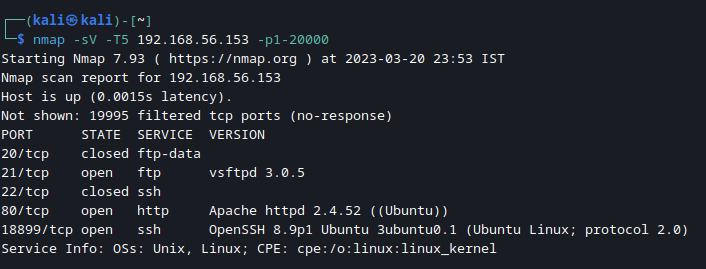 ┌──(kali㉿kali)-[~]
└─$ nmap -sV -T5 192.168.56.153 -p1-20000
Starting Nmap 7.93 ( https://nmap.org ) at 2023-03-20 23:53 IST
Nmap scan report for 192.168.56.153
Host is up (0.0015s latency).
Not shown: 19995 filtered tcp ports (no-response)
PORT      STATE  SERVICE  VERSION
20/tcp    closed ftp-data
21/tcp    open   ftp      vsftpd 3.0.5
22/tcp    closed ssh
80/tcp    open   http     Apache httpd 2.4.52 ((Ubuntu))
18899/tcp open   ssh      OpenSSH 8.9p1 Ubuntu 3ubuntu0.1 (Ubuntu Linux; protocol 2.0)
Service Info: OSs: Unix, Linux; CPE: cpe:/o:linux:linux_kernel